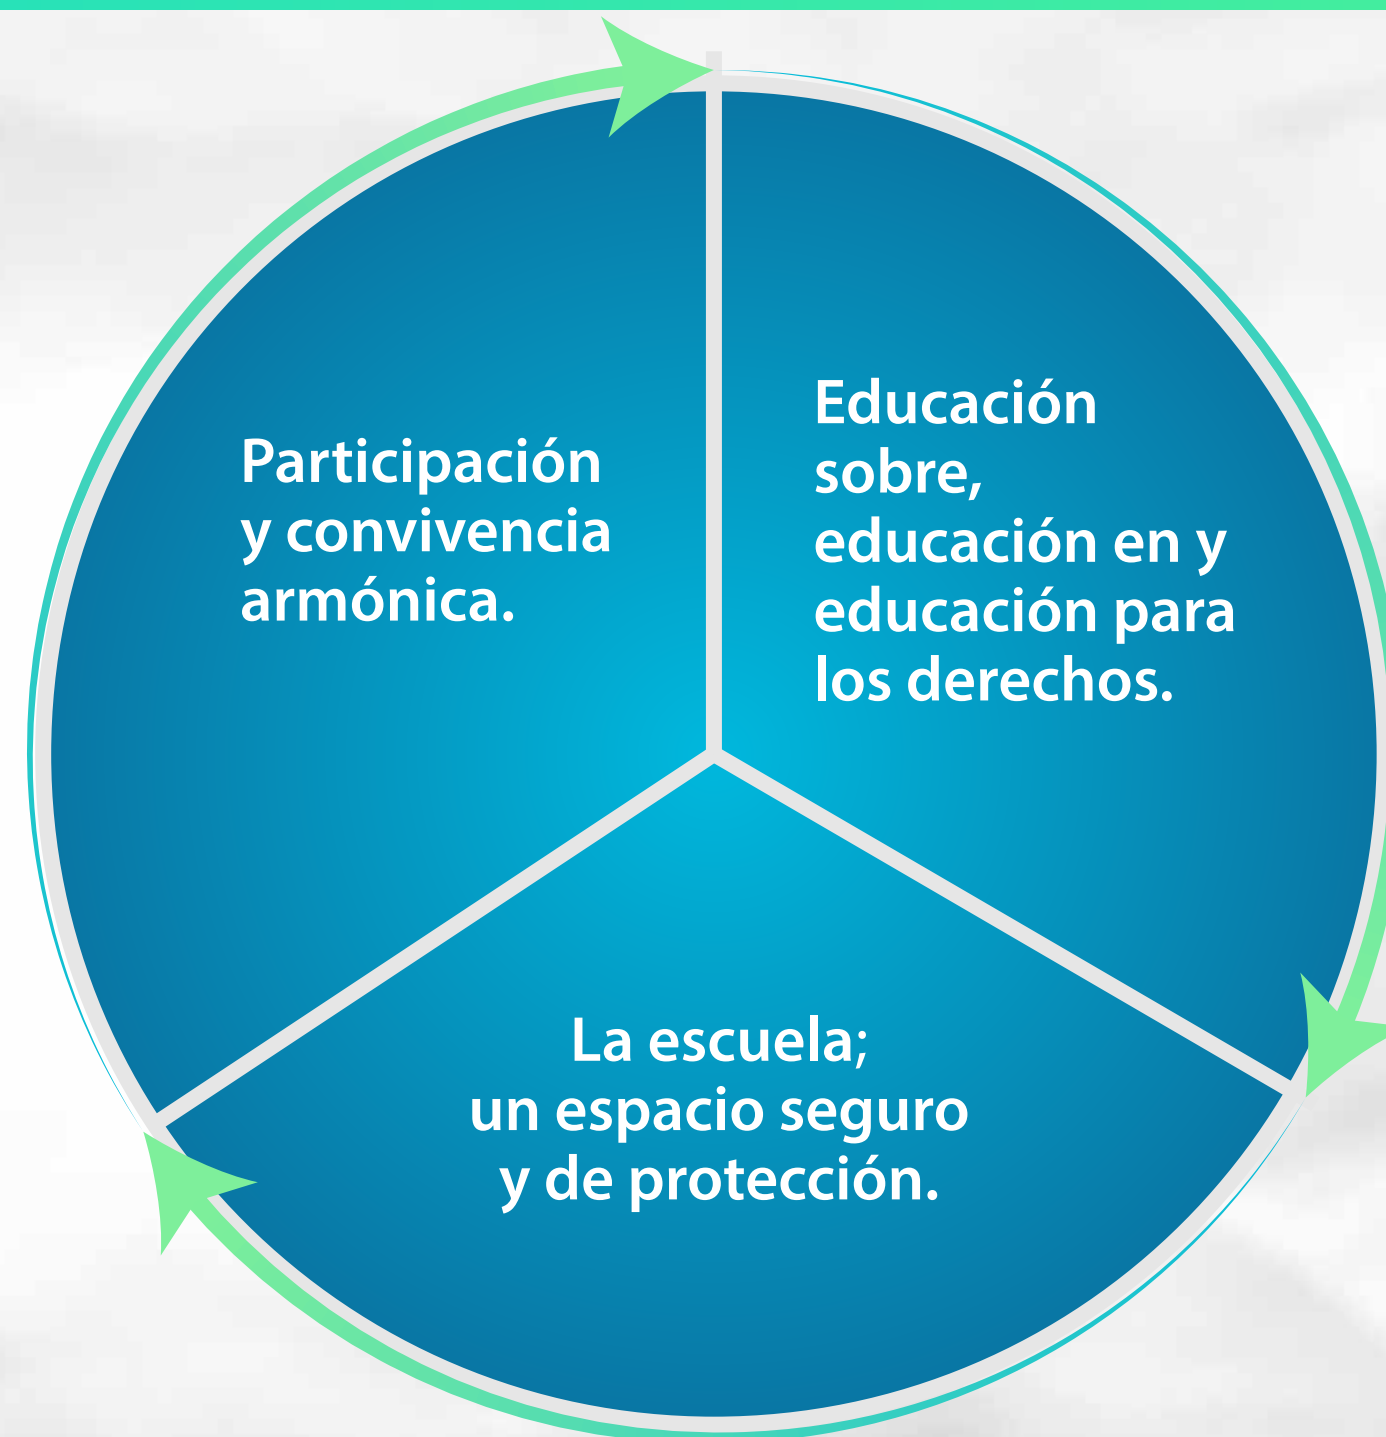 Participación
y convivencia
armónica.
Educación
sobre,
educación en y
educación para
los derechos.
La escuela;
un espacio seguro
y de protección.